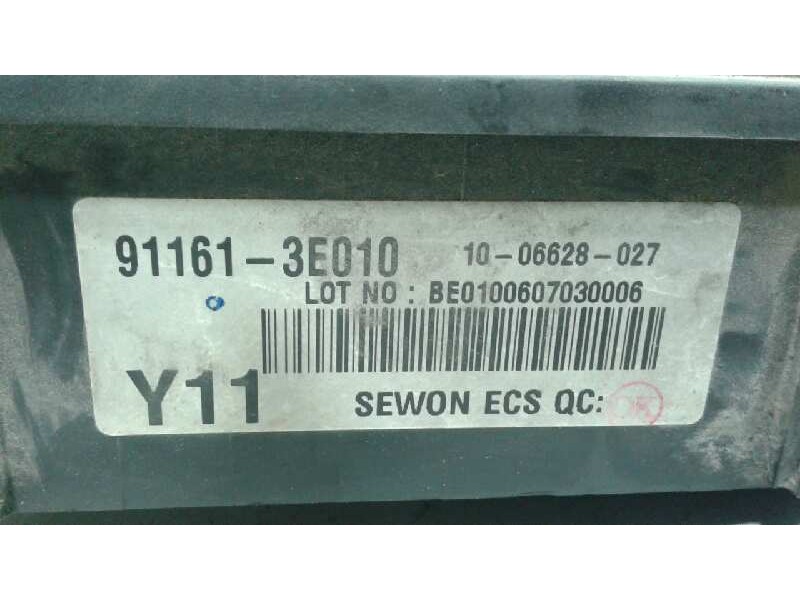 91161-3E010 10-06628-027
LOT NO : BE0100607030006
Y11 SEWON ECS QC: